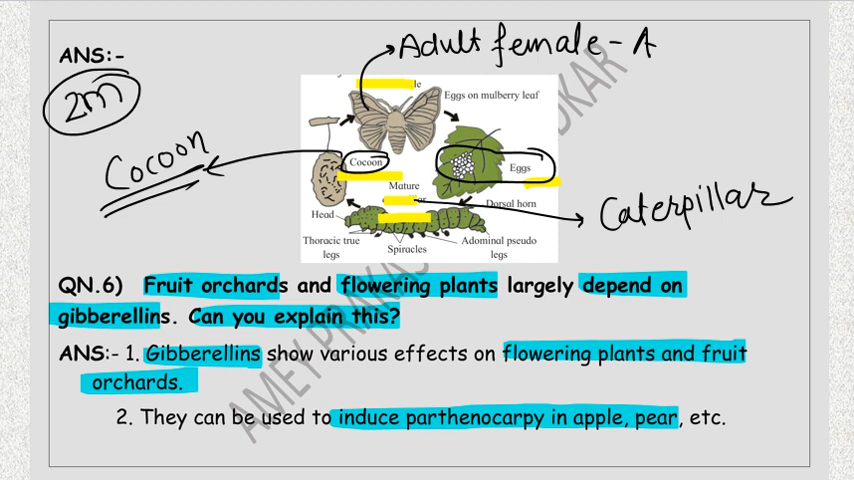 Adult female - A
ANS:-
2m
le
Eggs on mulberry leaf
Cocoon
Cocoon
Eggs
Mature
Dorsal horn
Caterpillar
Head
Thoracic true
legs
Spiracles
Adominal pseudo
legs
QN.6) Fruit orchards and flowering plants largely depend on
gibberellins. Can you explain this?
ANS:- 1. Gibberellins show various effects on flowering plants and fruit
orchards.
2. They can be used to induce parthenocarpy in apple, pear, etc.